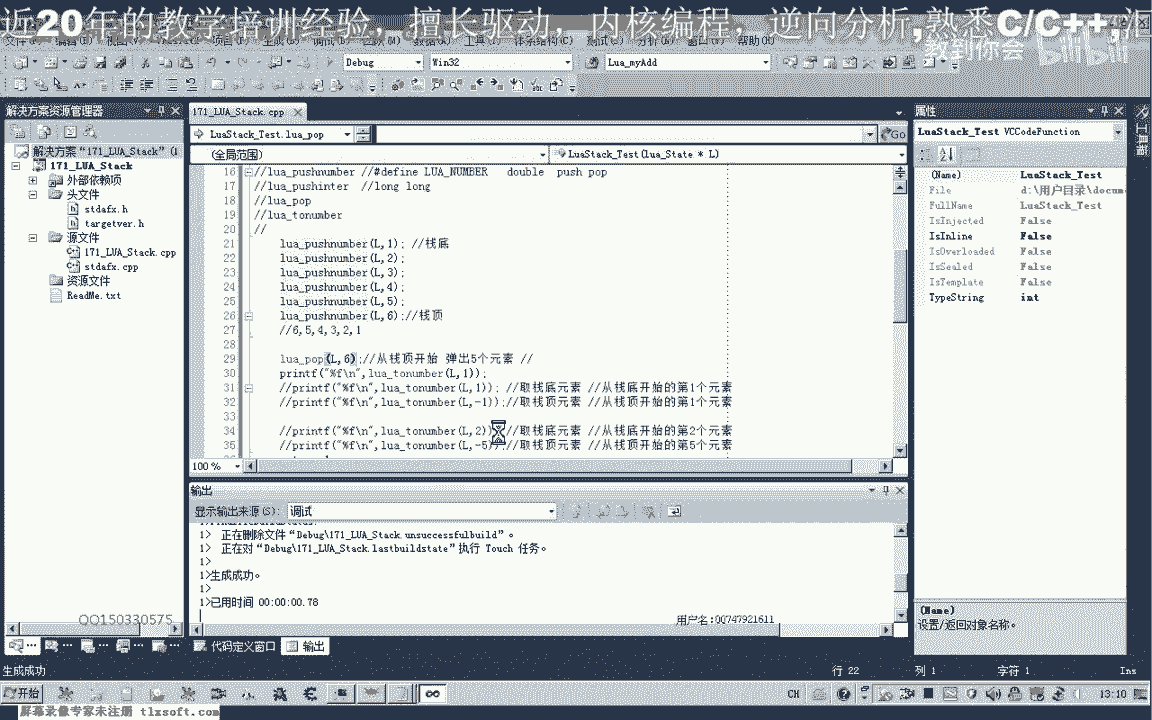 近20年的教学培训经验，擅长驱动，内核编程，逆向分析,熟悉C/C++,汇
教到你会
bilibili
Debug
Win32
Lua_myAdd
解决方案资源管理器
171_LUA_Stack.cpp
属性
LuaStack_Test.lua_pop
Go
LuaStack_Test VCCodeFunction
解决方案“171_LUA_Stack” (1
(全局范围)
LuaStack_Test(lua_State * L)
171_LUA_Stack
外部依赖项
头文件
stdafx.h
targetver.h
源文件
171_LUA_Stack.cpp
stdafx.cpp
资源文件
ReadMe.txt
16 //lua_pushnumber //#define LUA_NUMBER double push pop
17 //lua_pushinter //long long
18 //lua_pop
19 //lua_tonumber
20 //
21 lua_pushnumber(L,1); //栈底
22 lua_pushnumber(L,2);
23 lua_pushnumber(L,3);
24 lua_pushnumber(L,4);
25 lua_pushnumber(L,5);
26 lua_pushnumber(L,6);//栈顶
27 //6,5,4,3,2,1
28
29 lua_pop(L,6);//从栈顶开始 弹出5个元素 //
30 printf("%f\n",lua_tonumber(L,1));
31 //printf("%f\n",lua_tonumber(L,1)); //取栈底元素 //从栈底开始的第1个元素
32 //printf("%f\n",lua_tonumber(L,-1));//取栈顶元素 //从栈顶开始的第1个元素
33
34 //printf("%f\n",lua_tonumber(L,2)) //取栈底元素 //从栈底开始的第2个元素
35 //printf("%f\n",lua_tonumber(L,-5) //取栈顶元素 //从栈顶开始的第5个元素
100 %
(Name) LuaStack_Test
File d:\用户目录\docum
FullName LuaStack_Test
IsInjected False
IsInline False
IsOverloaded False
IsSealed False
IsTemplate False
TypeString int
输出
显示输出来源(S): 调试
1> 正在删除文件“Debug\171_LUA_Stack.unsuccessfulbuild”。
1> 正在对“Debug\171_LUA_Stack.lastbuildstate”执行 Touch 任务。
1>
1>生成成功。
1>
1>已用时间 00:00:00.78
(Name)
设置/返回对象名称。
QQ150330575
用户名:QQ747921611
代码定义窗口
输出
生成成功
行 22
列 1
字符 1
Ins
开始
CH
13:10
屏幕录像专家未注册 tlxsoft.com